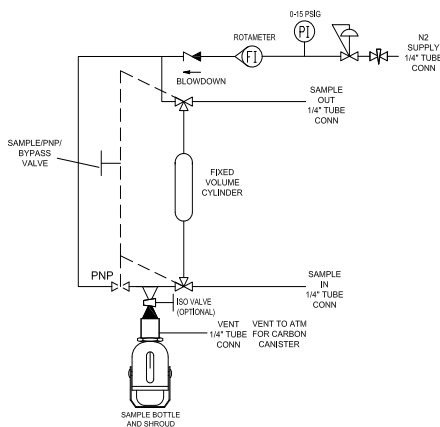 0-15 PSIG
ROTAMETER
FI
PI
N2
SUPPLY
1/4" TUBE
CONN
BLOWDOWN
SAMPLE
OUT
1/4" TUBE
CONN
SAMPLE/PNP/
BYPASS
VALVE
FIXED
VOLUME
CYLINDER
PNP
SAMPLE
IN
1/4" TUBE
CONN
ISO VALVE
(OPTIONAL)
VENT
1/4" TUBE
CONN
VENT TO ATM
FOR CARBON
CANISTER
SAMPLE BOTTLE
AND SHROUD